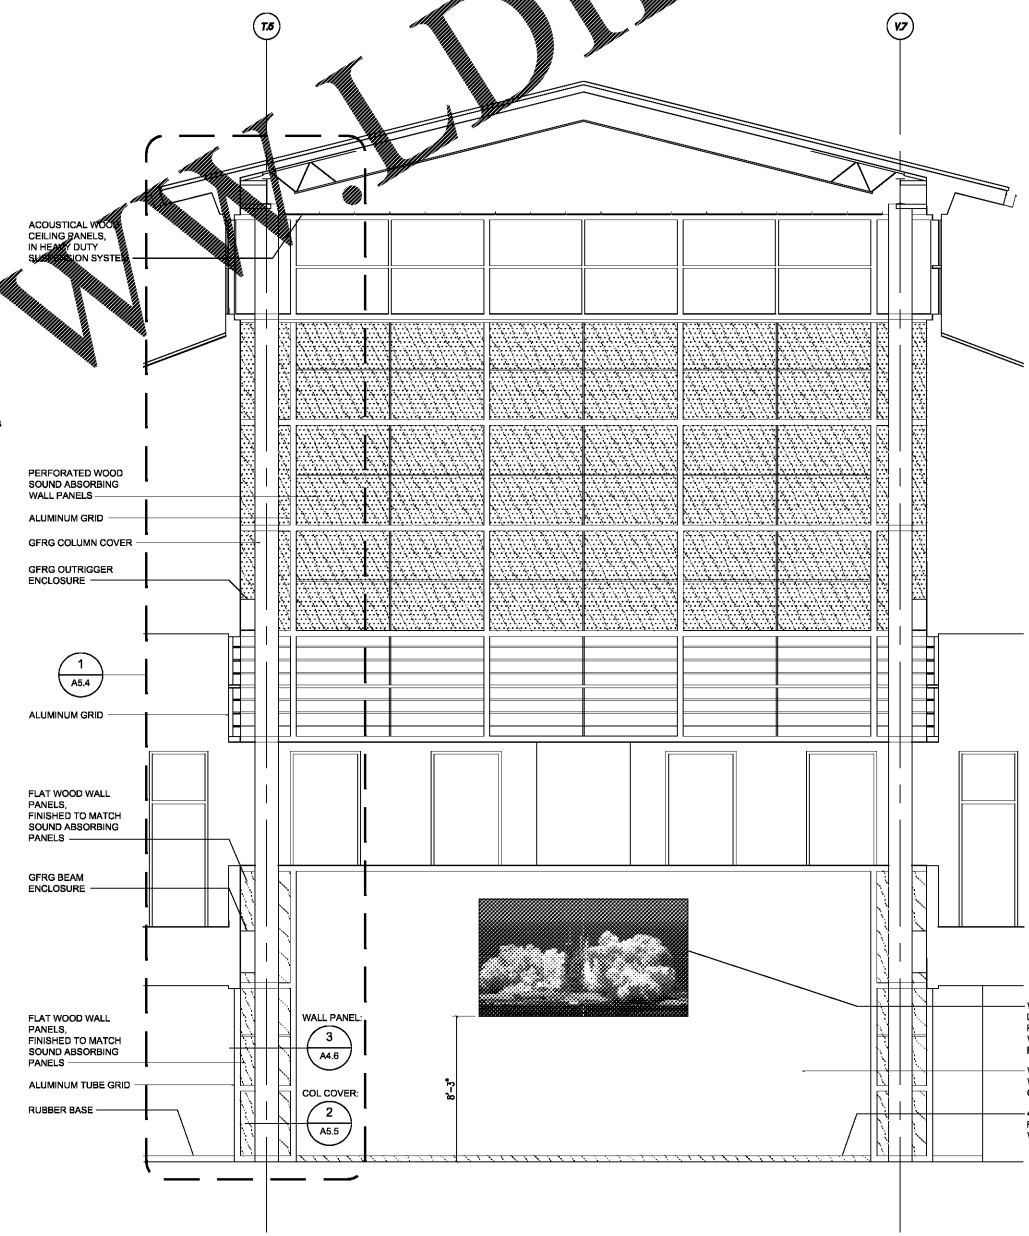 T.6
V.7
WWW.LDI
ACOUSTICAL WOOD
CEILING PANELS,
IN HEAVY DUTY
SUSPENSION SYSTEM
PERFORATED WOOD
SOUND ABSORBING
WALL PANELS
ALUMINUM GRID
GFRG COLUMN COVER
GFRG OUTRIGGER
ENCLOSURE
1
A5.4
ALUMINUM GRID
FLAT WOOD WALL
PANELS,
FINISHED TO MATCH
SOUND ABSORBING
PANELS
GFRG BEAM
ENCLOSURE
FLAT WOOD WALL
PANELS,
FINISHED TO MATCH
SOUND ABSORBING
PANELS
WALL PANEL:
3
A4.6
ALUMINUM TUBE GRID
COL COVER:
2
A5.5
RUBBER BASE
8'-3"